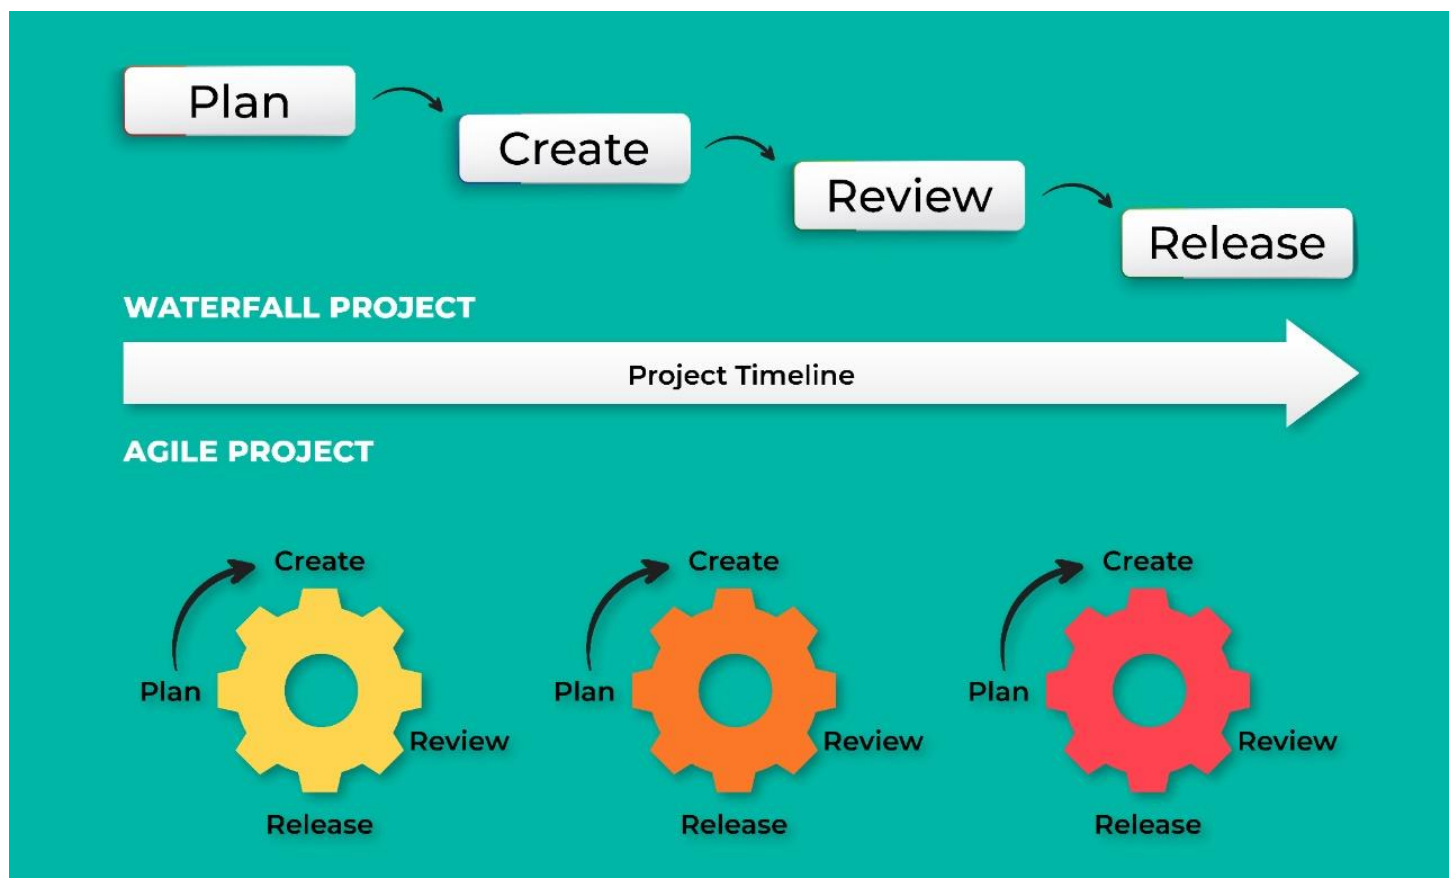 Plan
Create
Review
Release
WATERFALL PROJECT
Project Timeline
AGILE PROJECT
Create
Plan
Review
Release
Create
Plan
Review
Release
Create
Plan
Review
Release